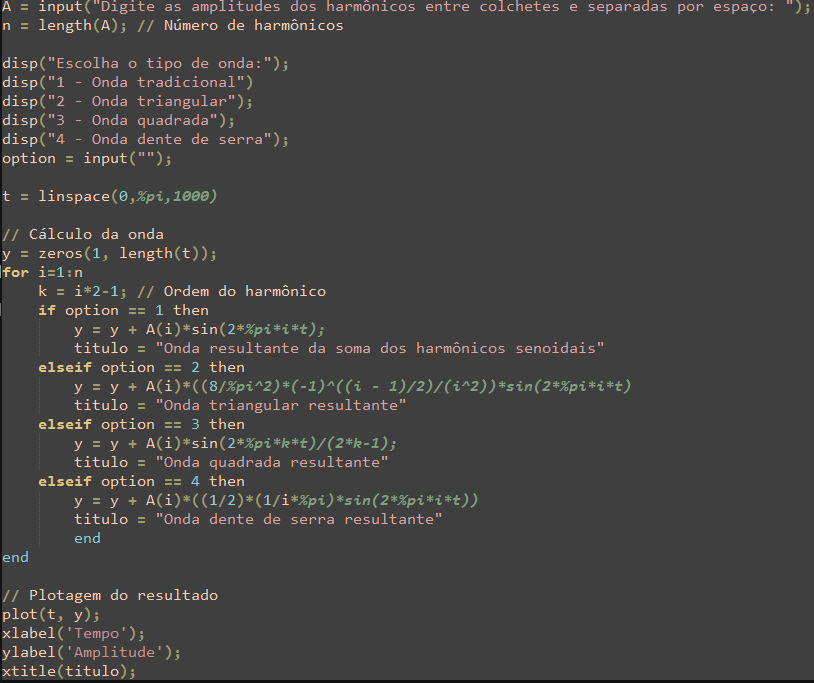 A = input("Digite as amplitudes dos harmônicos entre colchetes e separadas por espaço: ");
n = length(A); // Número de harmônicos
disp("Escolha o tipo de onda:");
disp("1 - Onda tradicional")
disp("2 - Onda triangular");
disp("3 - Onda quadrada");
disp("4 - Onda dente de serra");
option = input("");
t = linspace(0,%pi,1000)
// Cálculo da onda
y = zeros(1, length(t));
for i=1:n
    k = i*2-1; // Ordem do harmônico
    if option == 1 then
        y = y + A(i)*sin(2*%pi*i*t);
        titulo = "Onda resultante da soma dos harmônicos senoidais"
    elseif option == 2 then
        y = y + A(i)*((8/%pi^2)*(-1)^((i - 1)/2)/(i^2))*sin(2*%pi*i*t)
        titulo = "Onda triangular resultante"
    elseif option == 3 then
        y = y + A(i)*sin(2*%pi*k*t)/(2*k-1);
        titulo = "Onda quadrada resultante"
    elseif option == 4 then
        y = y + A(i)*((1/2)*(1/i*%pi)*sin(2*%pi*i*t))
        titulo = "Onda dente de serra resultante"
        end
end
// Plotagem do resultado
plot(t, y);
xlabel('Tempo');
ylabel('Amplitude');
xtitle(titulo);